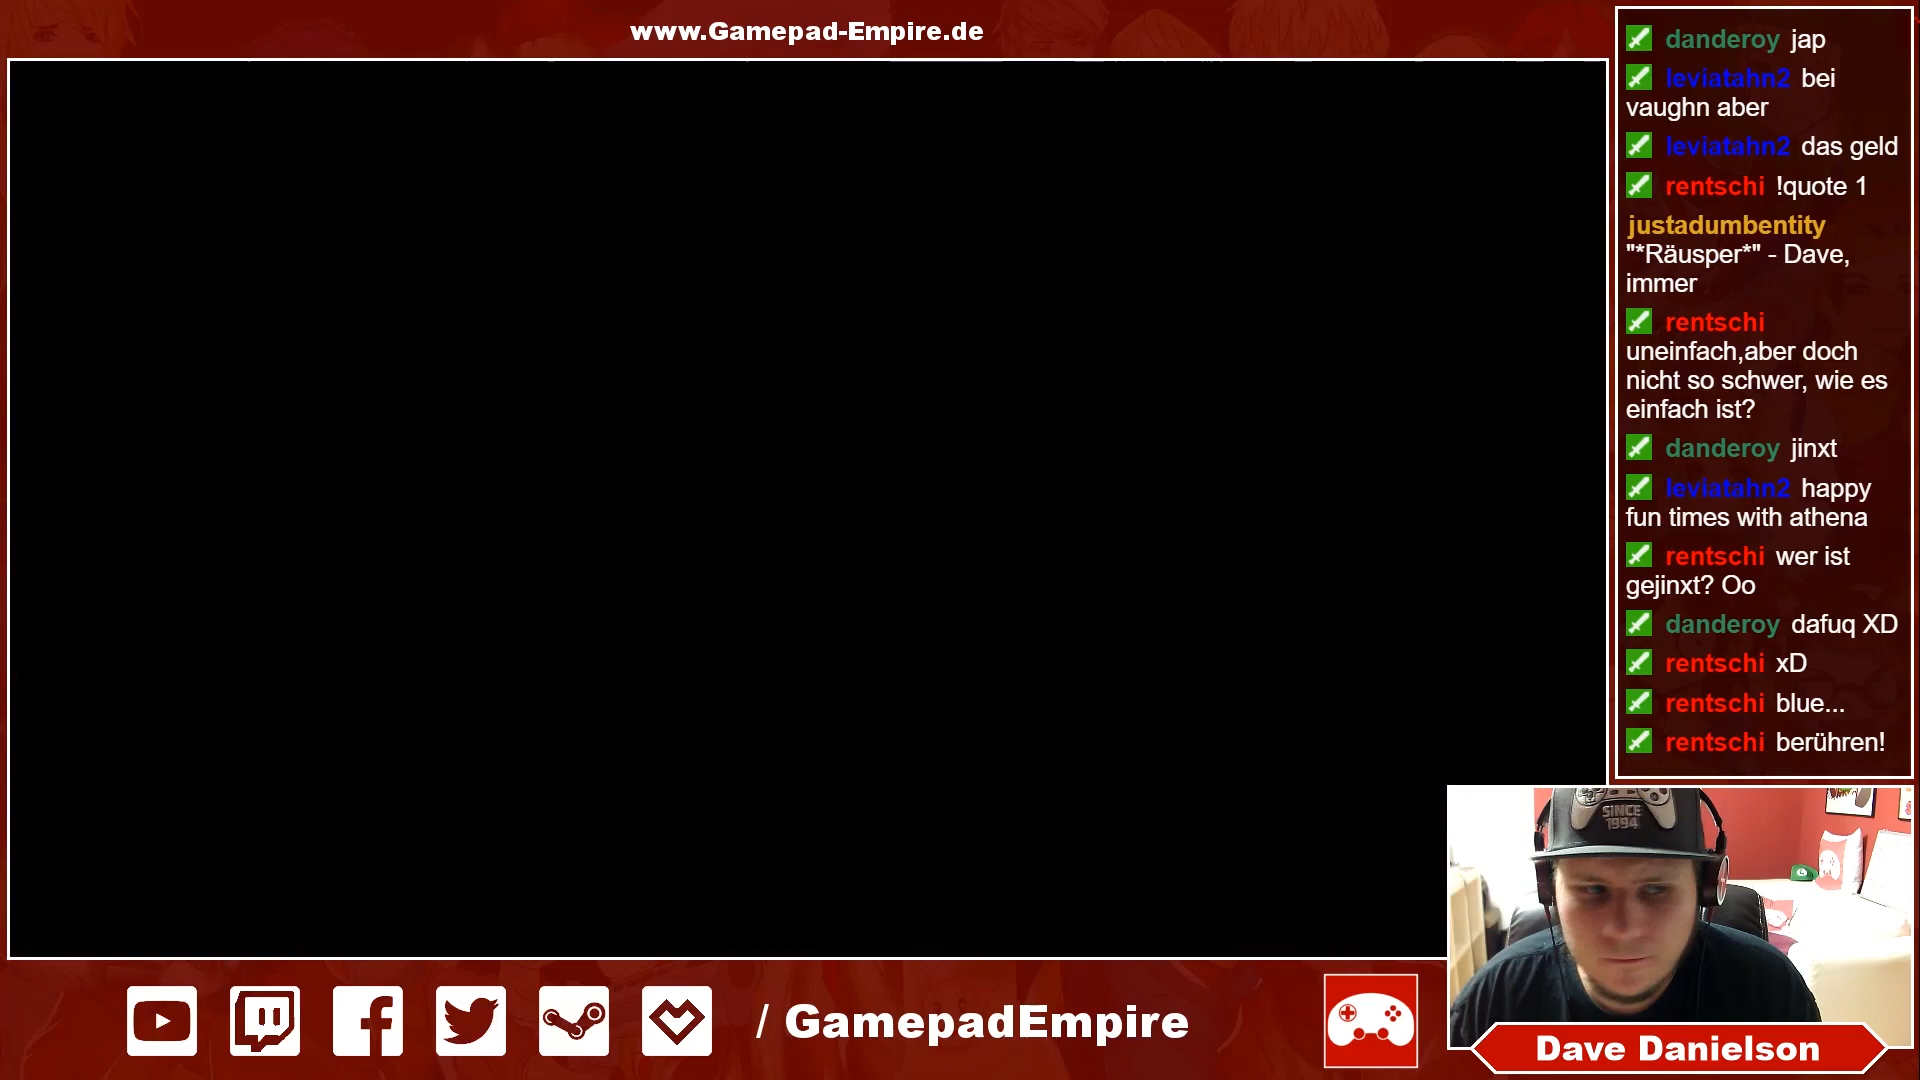 www.Gamepad-Empire.de
danderoy jap
leviatahn2 bei
vaughn aber
leviatahn2 das geld
rentschi !quote 1
justadumbentity
"*Räusper*" - Dave,
immer
rentschi
uneinfach,aber doch
nicht so schwer, wie es
einfach ist?
danderoy jinxt
leviatahn2 happy
fun times with athena
rentschi wer ist
gejinxt? Oo
danderoy dafuq XD
rentschi xD
rentschi blue...
rentschi berühren!
SINCE
1994
/ GamepadEmpire
Dave Danielson